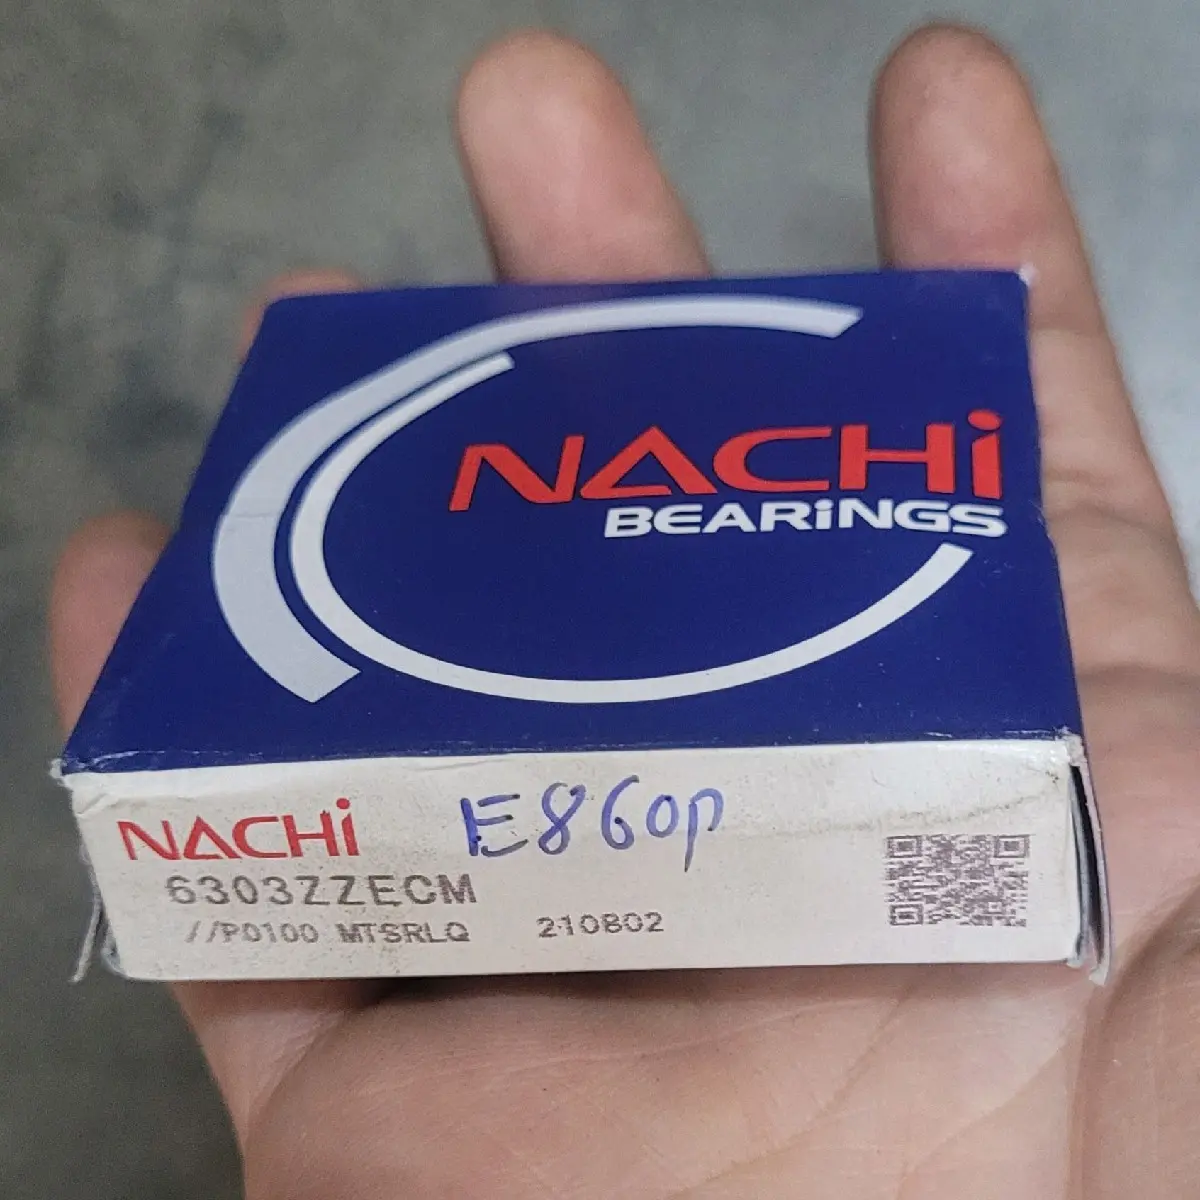 NACHi
BEARiNGS
NACHi E860p
6303ZZECM
//P0100 MTSRLQ 210802